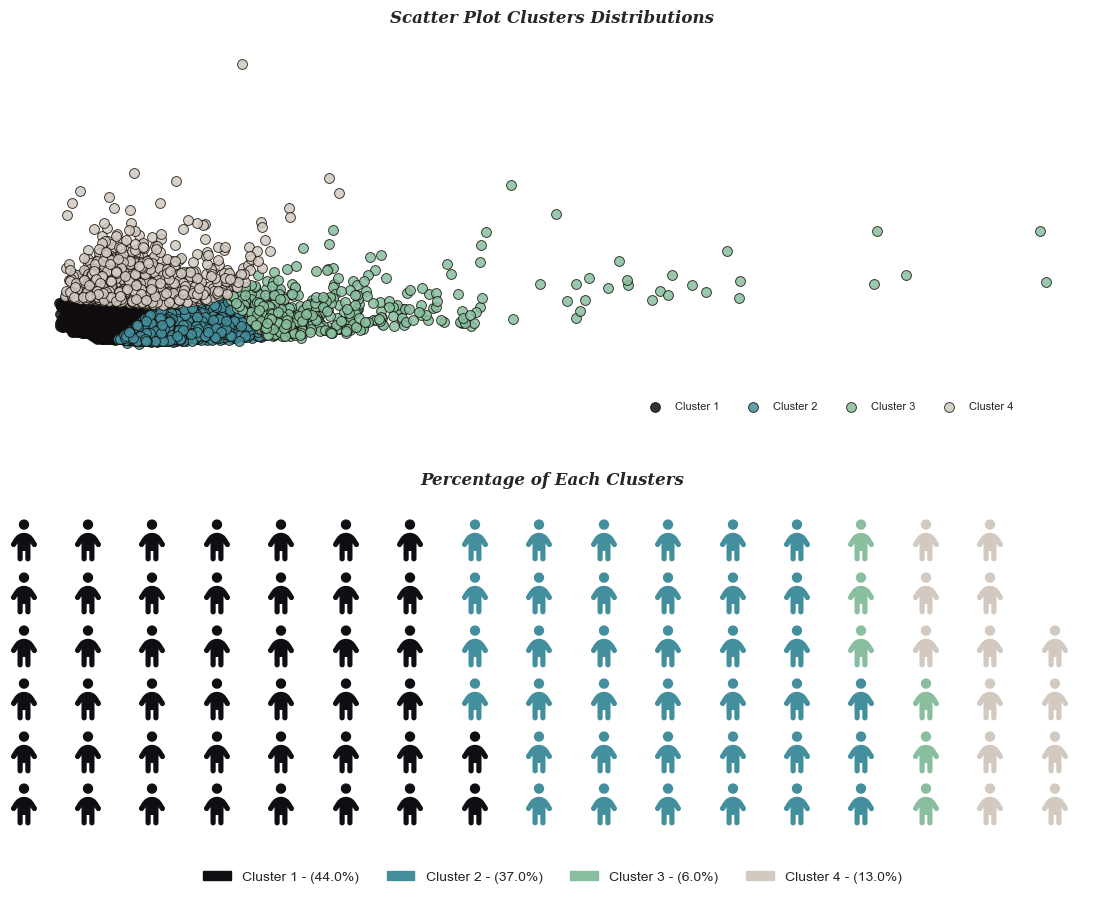 Scatter Plot Clusters Distributions
Cluster 1 Cluster 2 Cluster 3 Cluster 4
Percentage of Each Clusters
Cluster 1 - (44.0%) Cluster 2 - (37.0%) Cluster 3 - (6.0%) Cluster 4 - (13.0%)